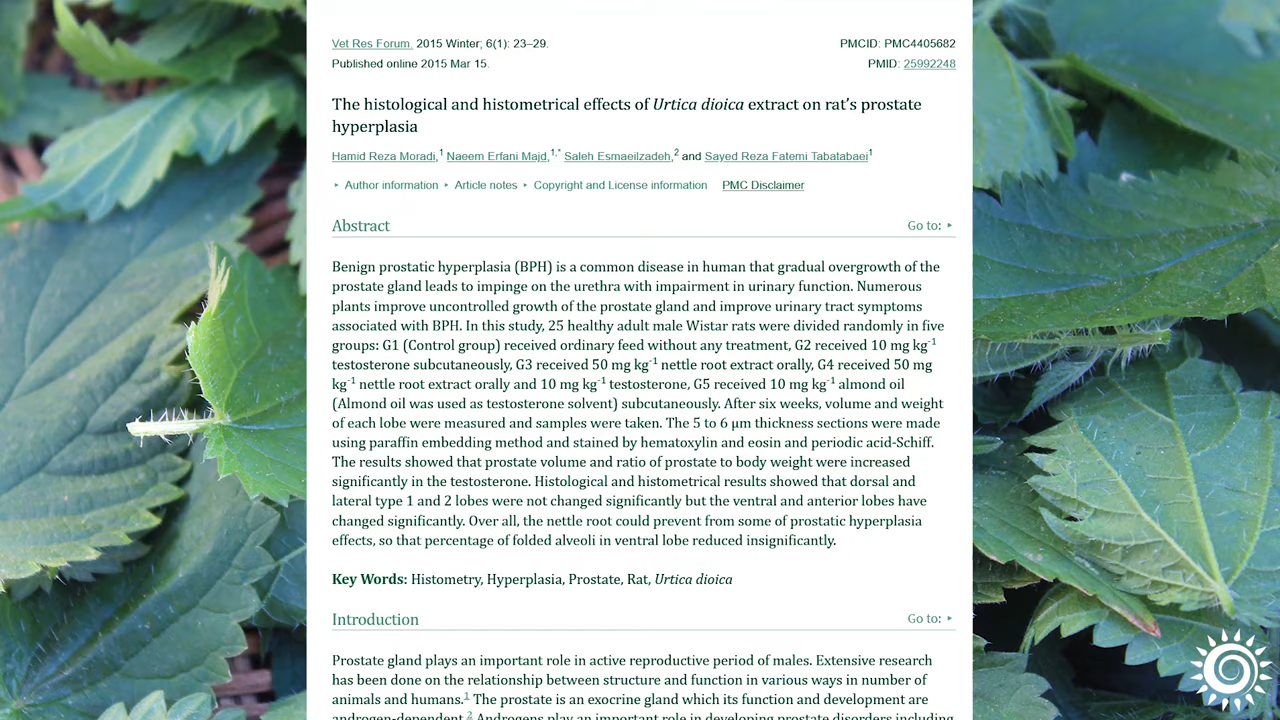 Vet Res Forum. 2015 Winter; 6(1): 23–29.
PMCID: PMC4405682
Published online 2015 Mar 15.
PMID: 25992248
The histological and histometrical effects of Urtica dioica extract on rat's prostate
hyperplasia
Hamid Reza Moradi,1 Naeem Erfani Majd,1,* Saleh Esmaeilzadeh,2 and Sayed Reza Fatemi Tabatabaei1
▸ Author information ▸ Article notes ▸ Copyright and License information PMC Disclaimer
Abstract
Go to: ▸
Benign prostatic hyperplasia (BPH) is a common disease in human that gradual overgrowth of the
prostate gland leads to impinge on the urethra with impairment in urinary function. Numerous
plants improve uncontrolled growth of the prostate gland and improve urinary tract symptoms
associated with BPH. In this study, 25 healthy adult male Wistar rats were divided randomly in five
groups: G1 (Control group) received ordinary feed without any treatment, G2 received 10 mg kg-1
testosterone subcutaneously, G3 received 50 mg kg-1 nettle root extract orally, G4 received 50 mg
kg-1 nettle root extract orally and 10 mg kg-1 testosterone, G5 received 10 mg kg-1 almond oil
(Almond oil was used as testosterone solvent) subcutaneously. After six weeks, volume and weight
of each lobe were measured and samples were taken. The 5 to 6 µm thickness sections were made
using paraffin embedding method and stained by hematoxylin and eosin and periodic acid-Schiff.
The results showed that prostate volume and ratio of prostate to body weight were increased
significantly in the testosterone. Histological and histometrical results showed that dorsal and
lateral type 1 and 2 lobes were not changed significantly but the ventral and anterior lobes have
changed significantly. Over all, the nettle root could prevent from some of prostatic hyperplasia
effects, so that percentage of folded alveoli in ventral lobe reduced insignificantly.
Key Words: Histometry, Hyperplasia, Prostate, Rat, Urtica dioica
Introduction
Go to: ▸
Prostate gland plays an important role in active reproductive period of males. Extensive research
has been done on the relationship between structure and function in various ways in number of
animals and humans.1 The prostate is an exocrine gland which its function and development are
androgen-dependent.2 Androgens play an important role in developing prostate disorders including